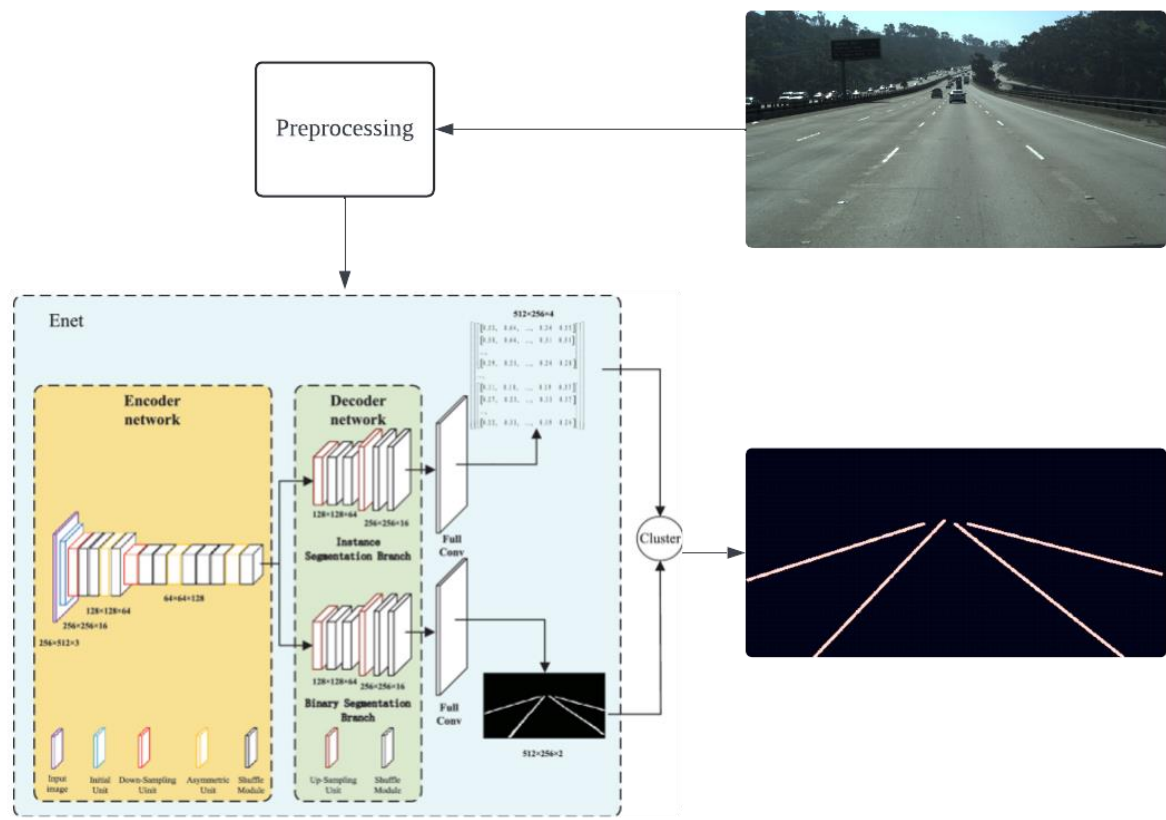 Preprocessing
Enet
512×256×4
Encoder
network
Decoder
network
128×128×64
256×256×16
Instance
Segmentation Branch
Full
Conv
Cluster
128×128×64
64×64×128
256×256×16
256×512×3
128×128×64
256×256×16
Binary Segmentation
Branch
Full
Conv
512×256×2
Input
image
Initial
Unit
Down-Sampling
Uinit
Asymmetric
Unit
Shuffle
Module
Up-Sampling
Unit
Shuffle
Module